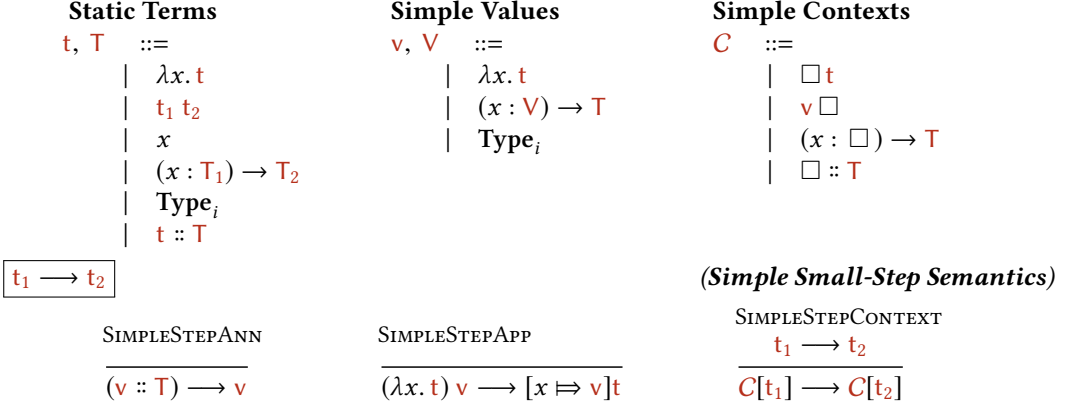 Static Terms Simple Values Simple Contexts
t, T ::= v, V ::= C ::=
| λx. t | λx. t | □ t
| t₁ t₂ | (x : V) → T | v □
| x | Typeᵢ | (x : □ ) → T
| (x : T₁) → T₂ | □ :: T
| Typeᵢ
| t :: T
t₁ ⟶ t₂ (Simple Small-Step Semantics)
SimpleStepAnn SimpleStepApp SimpleStepContext
t₁ ⟶ t₂
(v :: T) ⟶ v (λx. t) v ⟶ [x ⤇ v]t C[t₁] ⟶ C[t₂]